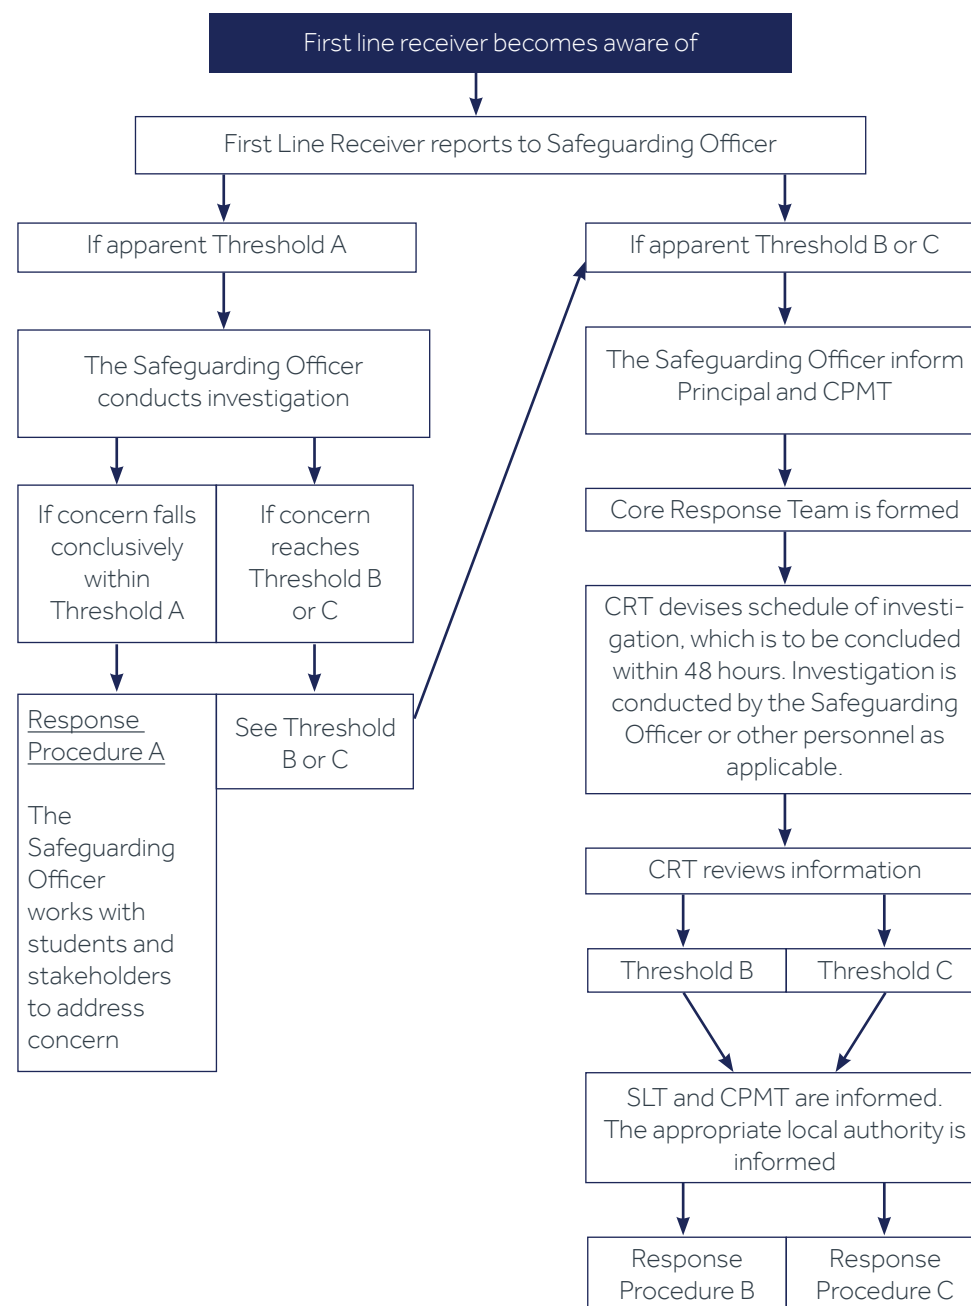 First line receiver becomes aware of
First Line Receiver reports to Safeguarding Officer
If apparent Threshold A
The Safeguarding Officer
conducts investigation
If concern falls
conclusively
within
Threshold A
If concern
reaches
Threshold B
or C
Response
Procedure A
The
Safeguarding
Officer
works with
students and
stakeholders
to address
concern
See Threshold
B or C
If apparent Threshold B or C
The Safeguarding Officer inform
Principal and CPMT
Core Response Team is formed
CRT devises schedule of investi-
gation, which is to be concluded
within 48 hours. Investigation is
conducted by the Safeguarding
Officer or other personnel as
applicable.
CRT reviews information
Threshold B
Threshold C
SLT and CPMT are informed.
The appropriate local authority is
informed
Response
Procedure B
Response
Procedure C